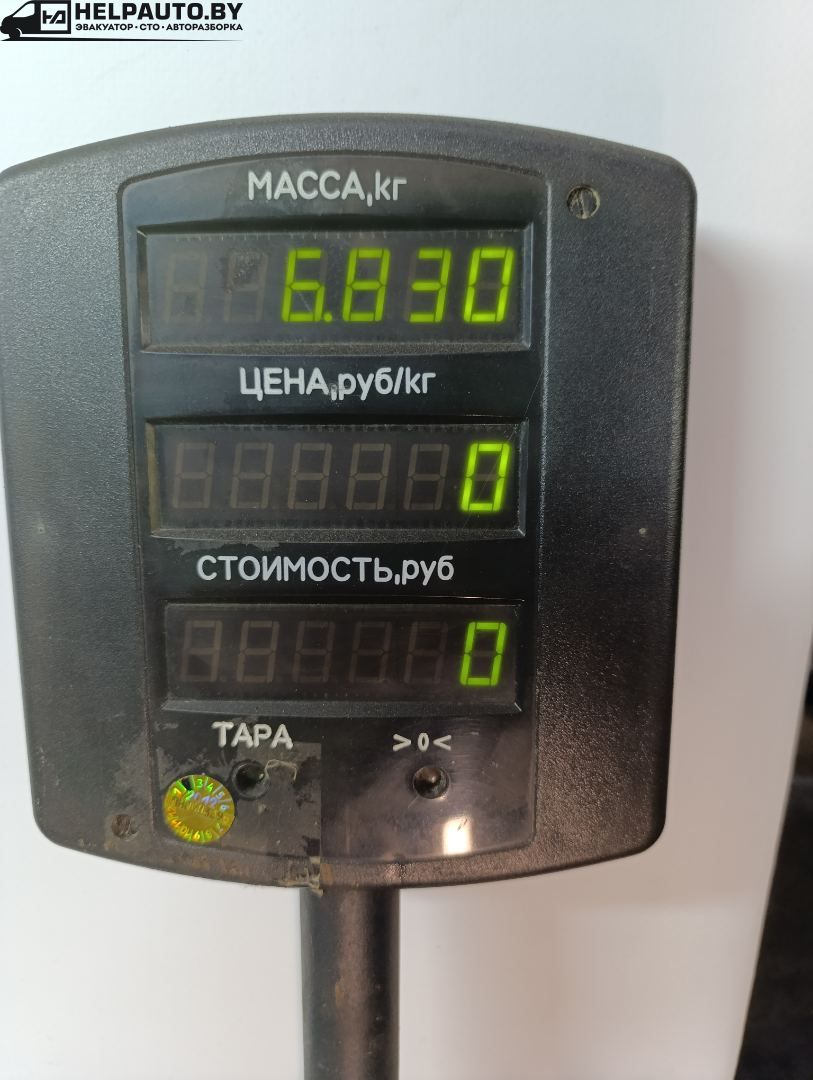 HELPAUTO.BY
ЭВАКУАТОР·СТО·АВТОРАЗБОРКА
МАССА,кг
6.830
ЦЕНА,руб/кг
0
СТОИМОСТЬ,руб
0
ТАРА
>0<